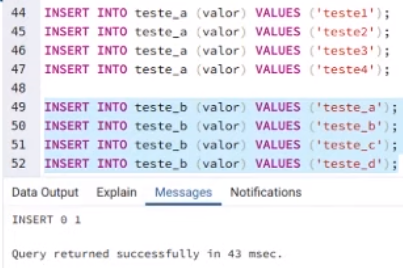 44 INSERT INTO teste_a (valor) VALUES ('teste1');
45 INSERT INTO teste_a (valor) VALUES ('teste2');
46 INSERT INTO teste_a (valor) VALUES ('teste3');
47 INSERT INTO teste_a (valor) VALUES ('teste4');
48
49 INSERT INTO teste_b (valor) VALUES ('teste_a');
50 INSERT INTO teste_b (valor) VALUES ('teste_b');
51 INSERT INTO teste_b (valor) VALUES ('teste_c');
52 INSERT INTO teste_b (valor) VALUES ('teste_d');
Data Output Explain Messages Notifications
INSERT 0 1
Query returned successfully in 43 msec.